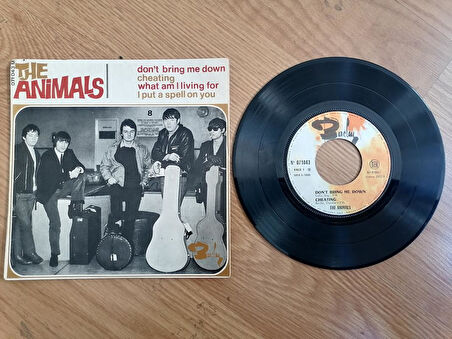 THE
ANIMALS
don't bring me down
cheating
what am I living for
I put a spell on you
8
N° 071063
DON'T BRING ME DOWN
CHEATING
THE ANIMALS